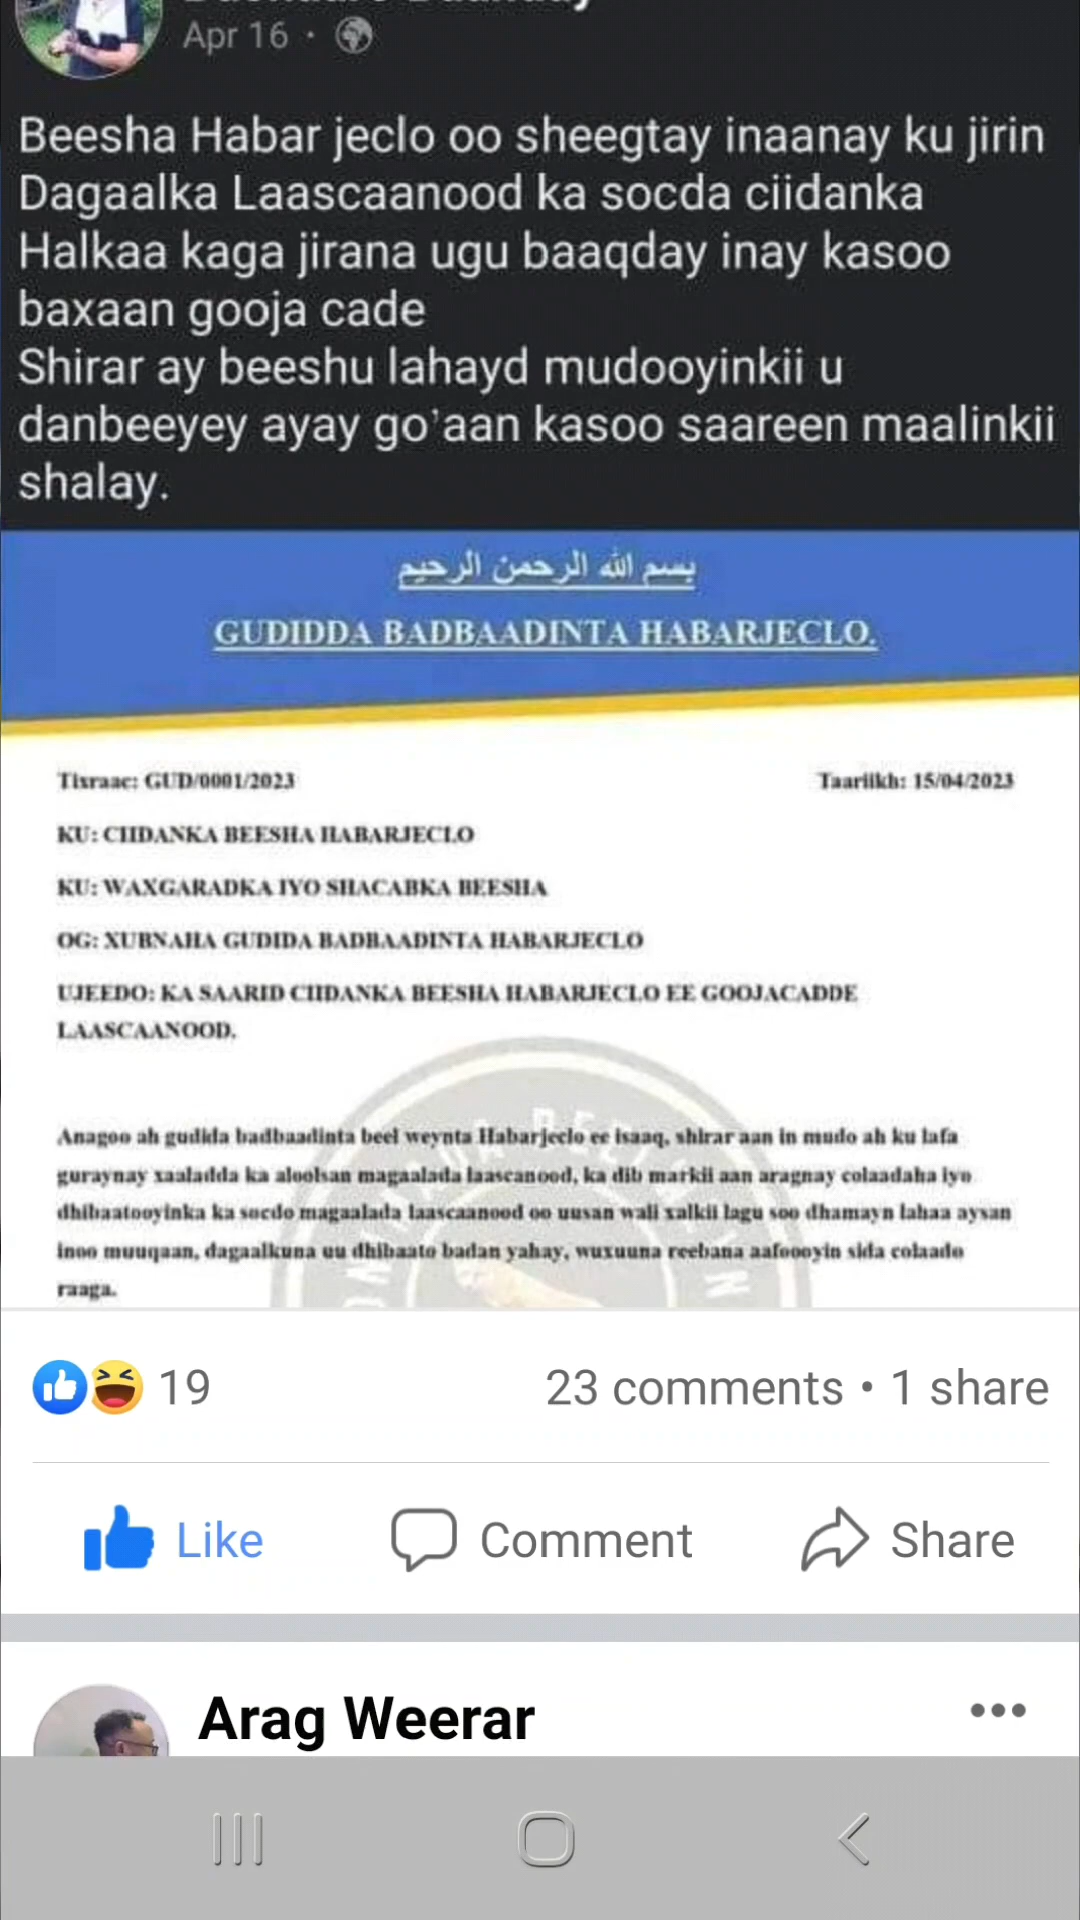 Apr 16 ·
Beesha Habar jeclo oo sheegtay inaanay ku jirin
Dagaalka Laascaanood ka socda ciidanka
Halkaa kaga jirana ugu baaqday inay kasoo
baxaan gooja cade
Shirar ay beeshu lahayd mudooyinkii u
danbeeyey ayay go'aan kasoo saareen maalinkii
shalay.
بسم الله الرحمن الرحيم
GUDIDDA BADBAADINTA HABARJECLO.
Tixraac: GUD/0001/2023
Taariikh: 15/04/2023
KU: CIIDANKA BEESHA HABARJECLO
KU: WAXGARADKA IYO SHACABKA BEESHA
OG: XUBNAHA GUDIDA BADBAADINTA HABARJECLO
UJEEDO: KA SAARID CIIDANKA BEESHA HABARJECLO EE GOOJACADDE
LAASCAANOOD.
Anagoo ah gudida badbaadinta beel weynta Habarjeclo ee isaaq, shirar aan in mudo ah ku lafa
guraynay xaaladda ka aloolsan magaalada laascanood, ka dib markii aan aragnay colaadaha iyo
dhibaatooyinka ka socdo magaalada laascaanood oo uusan wali xalkii lagu soo dhamayn lahaa aysan
inoo muuqaan, dagaalkuna uu dhibaato badan yahay, wuxuuna reebana aafoooyin sida colaado
raaga.
19
23 comments • 1 share
Like
Comment
Share
Arag Weerar